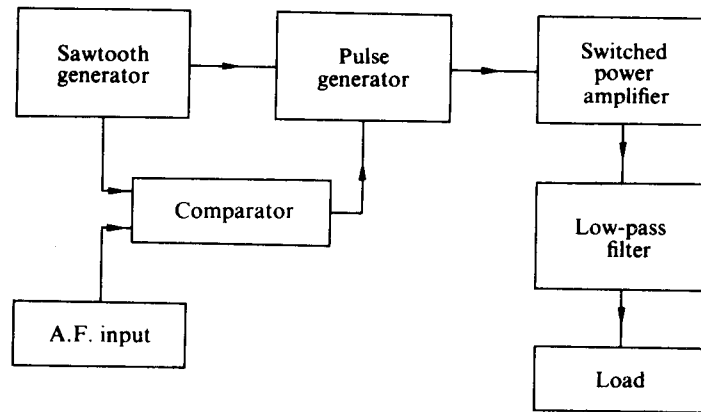 Sawtooth
generator
Pulse
generator
Switched
power
amplifier
Comparator
Low-pass
filter
A.F. input
Load